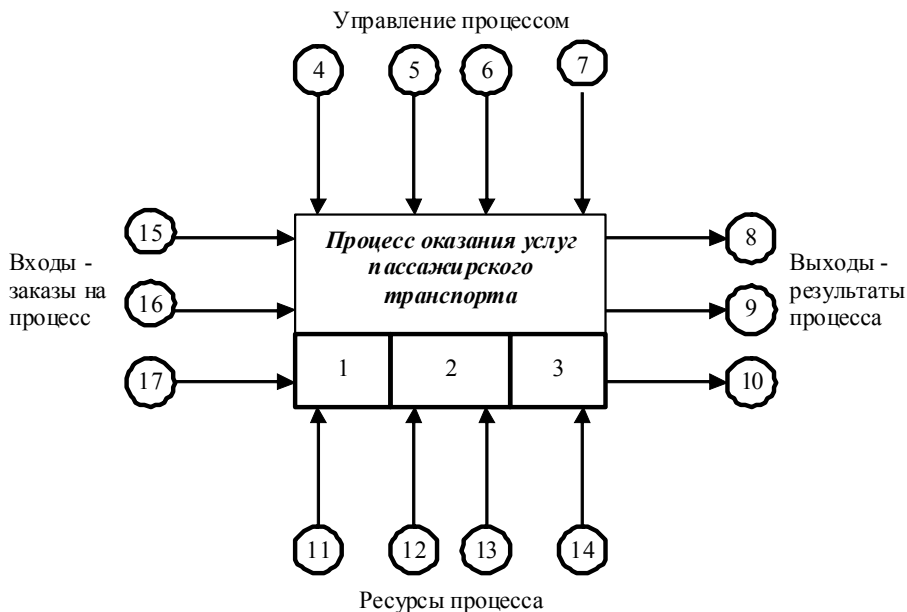 Управление процессом
4 5 6 7
15
Входы -
заказы на
процесс
16
17
Процесс оказания услуг
пассажирского
транспорта
1 2 3
8
9
10
Выходы -
результаты
процесса
11 12 13 14
Ресурсы процесса